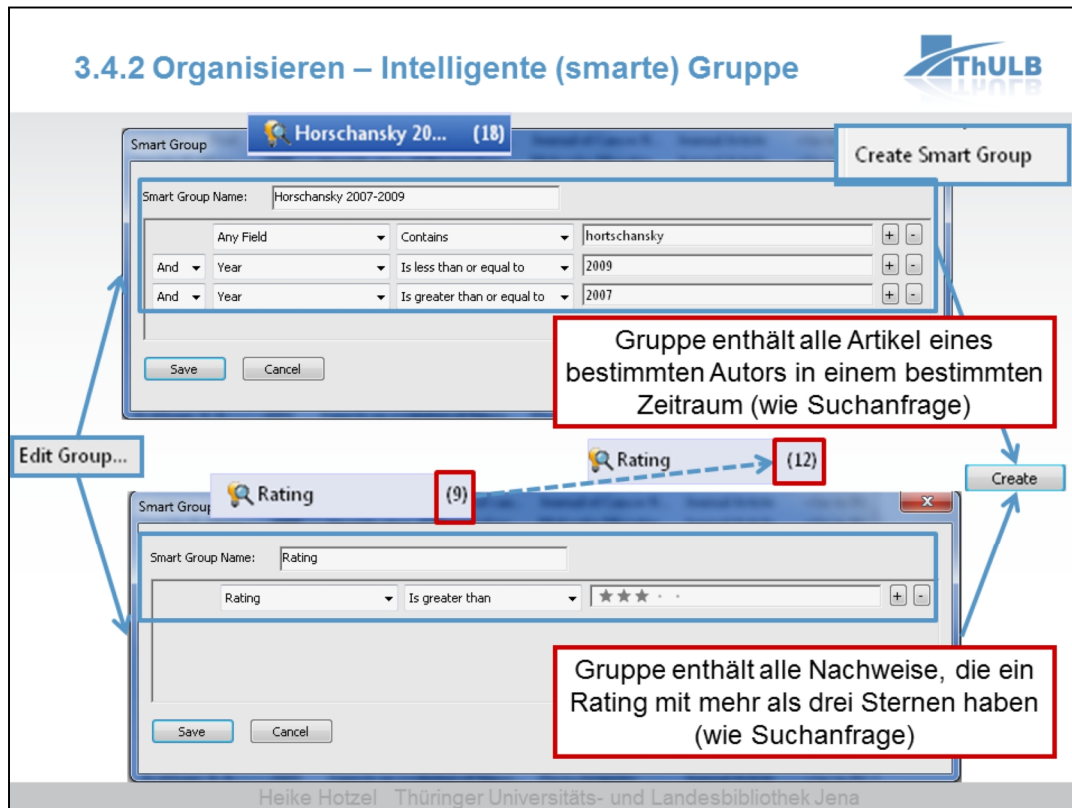 3.4.2 Organisieren – Intelligente (smarte) Gruppe
ThULB
Smart Group
Horschansky 20... (18)
Create Smart Group
Smart Group Name: Horschansky 2007-2009
Any Field Contains hortschansky + -
And Year Is less than or equal to 2009 + -
And Year Is greater than or equal to 2007 + -
Save Cancel
Gruppe enthält alle Artikel eines
bestimmten Autors in einem bestimmten
Zeitraum (wie Suchanfrage)
Edit Group...
Rating (9)
Rating (12)
Create
Smart Group
Smart Group Name: Rating
Rating Is greater than ★★★ · · + -
Save Cancel
Gruppe enthält alle Nachweise, die ein
Rating mit mehr als drei Sternen haben
(wie Suchanfrage)
Heike Hotzel Thüringer Universitäts- und Landesbibliothek Jena